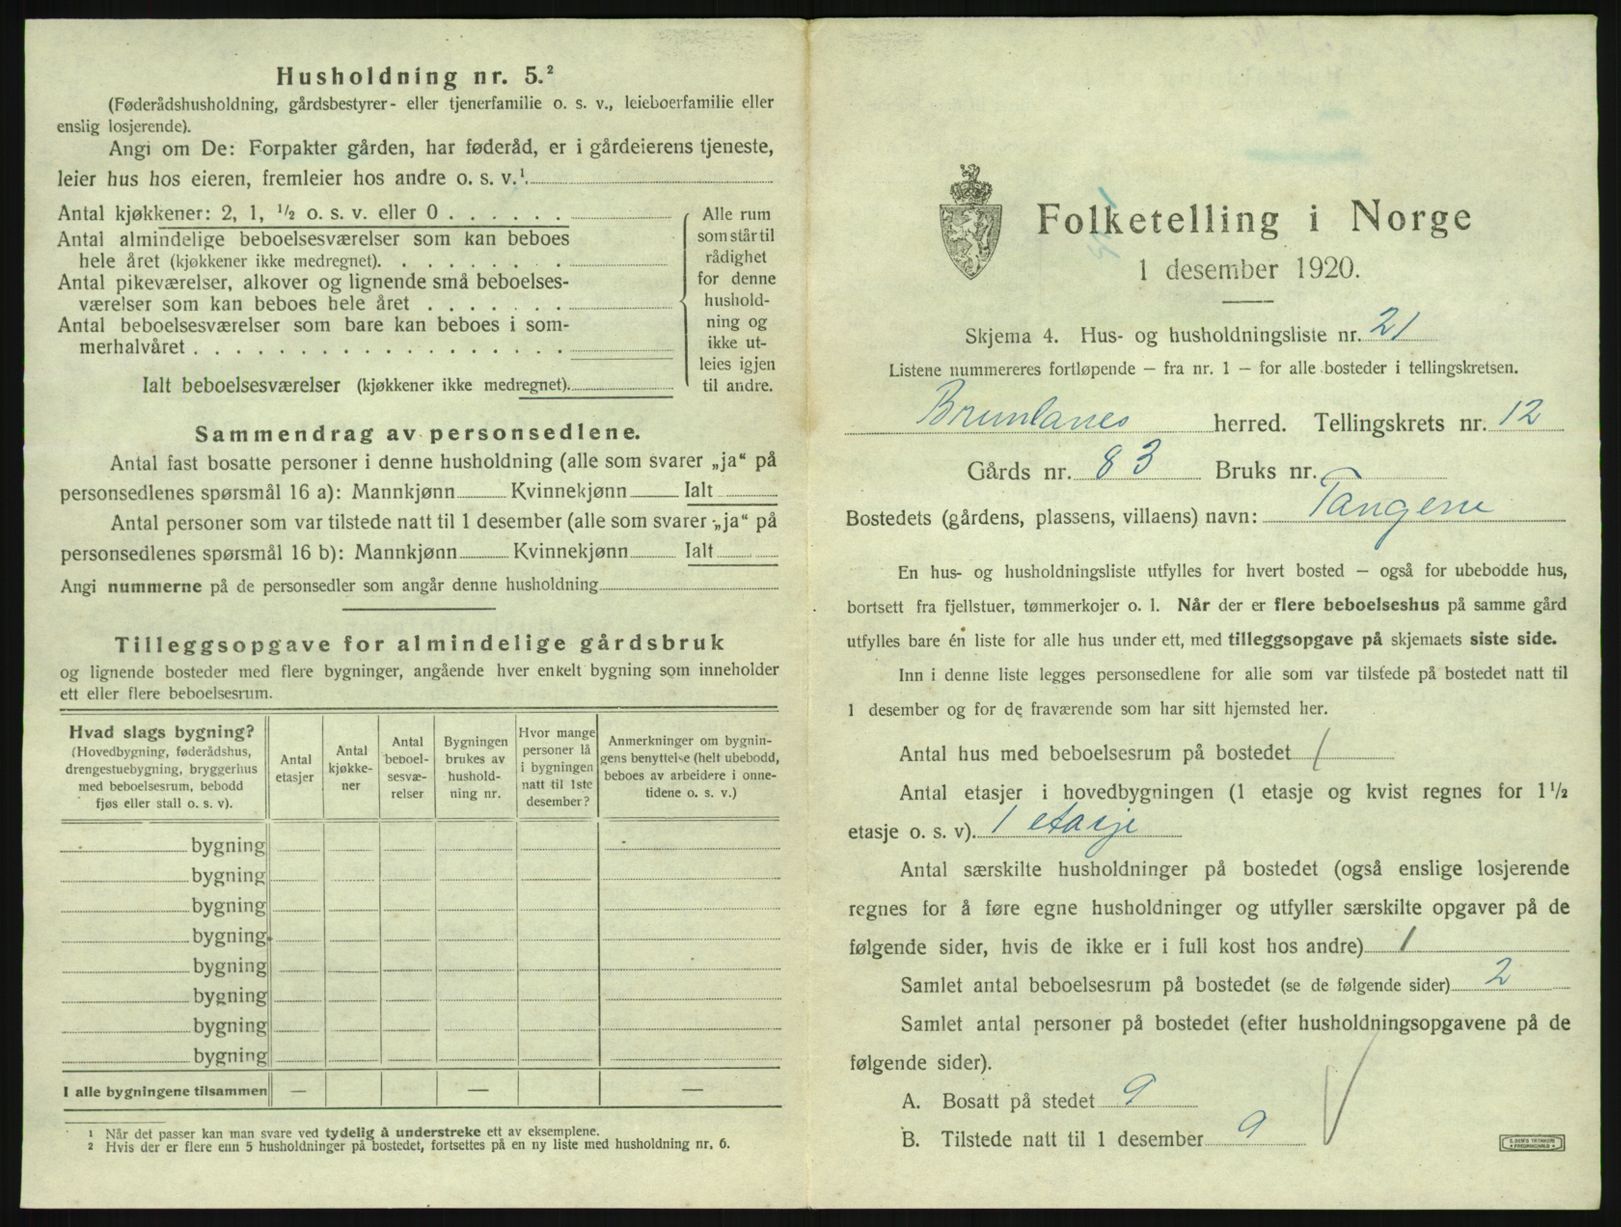 Husholdning nr. 5.²
(Føderådshusholdning, gårdsbestyrer- eller tjenerfamilie o. s. v., leieboerfamilie eller
enslig losjerende).
Angi om De: Forpakter gården, har føderåd, er i gårdeierens tjeneste,
leier hus hos eieren, fremleier hos andre o. s. v.¹
Antal kjøkkener: 2, 1, ½ o. s. v. eller 0
Antal almindelige beboelsesværelser som kan beboes
hele året (kjøkkener ikke medregnet).
Antal pikeværelser, alkover og lignende små beboelses-
værelser som kan beboes hele året
Antal beboelsesværelser som bare kan beboes i som-
merhalvåret
Ialt beboelsesværelser (kjøkkener ikke medregnet).
Alle rum
som står til
rådighet
for denne
hushold-
ning og
ikke ut-
leies igjen
til andre.
Sammendrag av personsedlene.
Antal fast bosatte personer i denne husholdning (alle som svarer „ja“ på
personsedlenes spørsmål 16 a): Mannkjønn Kvinnekjønn Ialt
Antal personer som var tilstede natt til 1 desember (alle som svarer „ja“ på
personsedlenes spørsmål 16 b): Mannkjønn Kvinnekjønn Ialt
Angi nummerne på de personsedler som angår denne husholdning
Tilleggsopgave for almindelige gårdsbruk
og lignende bosteder med flere bygninger, angående hver enkelt bygning som inneholder
ett eller flere beboelsesrum.
Hvad slags bygning?
(Hovedbygning, føderådshus,
drengestuebygning, bryggerhus
med beboelsesrum, bebodd
fjøs eller stall o. s. v).
Antal
etasjer
Antal
kjøkke-
ner
Antal
beboel-
sesvæ-
relser
Bygningen
brukes av
hushold-
ning nr.
Hvor mange
personer lå
i bygningen
natt til 1ste
desember?
Anmerkninger om bygnin-
gens benyttelse (helt ubebodd,
beboes av arbeidere i onne-
tidene o. s. v.)
bygning
bygning
bygning
bygning
bygning
bygning
bygning
bygning
I alle bygningene tilsammen — — —
¹ Når det passer kan man svare ved tydelig å understreke ett av eksemplene.
² Hvis der er flere enn 5 husholdninger på bostedet, fortsettes på en ny liste med husholdning nr. 6.
Folketelling i Norge
1 desember 1920.
Skjema 4. Hus- og husholdningsliste nr. 21
Listene nummereres fortløpende — fra nr. 1 — for alle bosteder i tellingskretsen.
Brunlanes herred. Tellingskrets nr. 12
Gårds nr. 83 Bruks nr.
Bostedets (gårdens, plassens, villaens) navn: Tangene
En hus- og husholdningsliste utfylles for hvert bosted — også for ubebodde hus,
bortsett fra fjellstuer, tømmerkojer o. l. Når der er flere beboelseshus på samme gård
utfylles bare én liste for alle hus under ett, med tilleggsopgave på skjemaets siste side.
Inn i denne liste legges personsedlene for alle som var tilstede på bostedet natt til
1 desember og for de fraværende som har sitt hjemsted her.
Antal hus med beboelsesrum på bostedet 1
Antal etasjer i hovedbygningen (1 etasje og kvist regnes for 1 ½
etasje o. s. v). 1 etasje
Antal særskilte husholdninger på bostedet (også enslige losjerende
regnes for å føre egne husholdninger og utfyller særskilte opgaver på de
følgende sider, hvis de ikke er i full kost hos andre) 1
Samlet antal beboelsesrum på bostedet (se de følgende sider) 2
Samlet antal personer på bostedet (efter husholdningsopgavene på de
følgende sider).
A. Bosatt på stedet 9
B. Tilstede natt til 1 desember 9